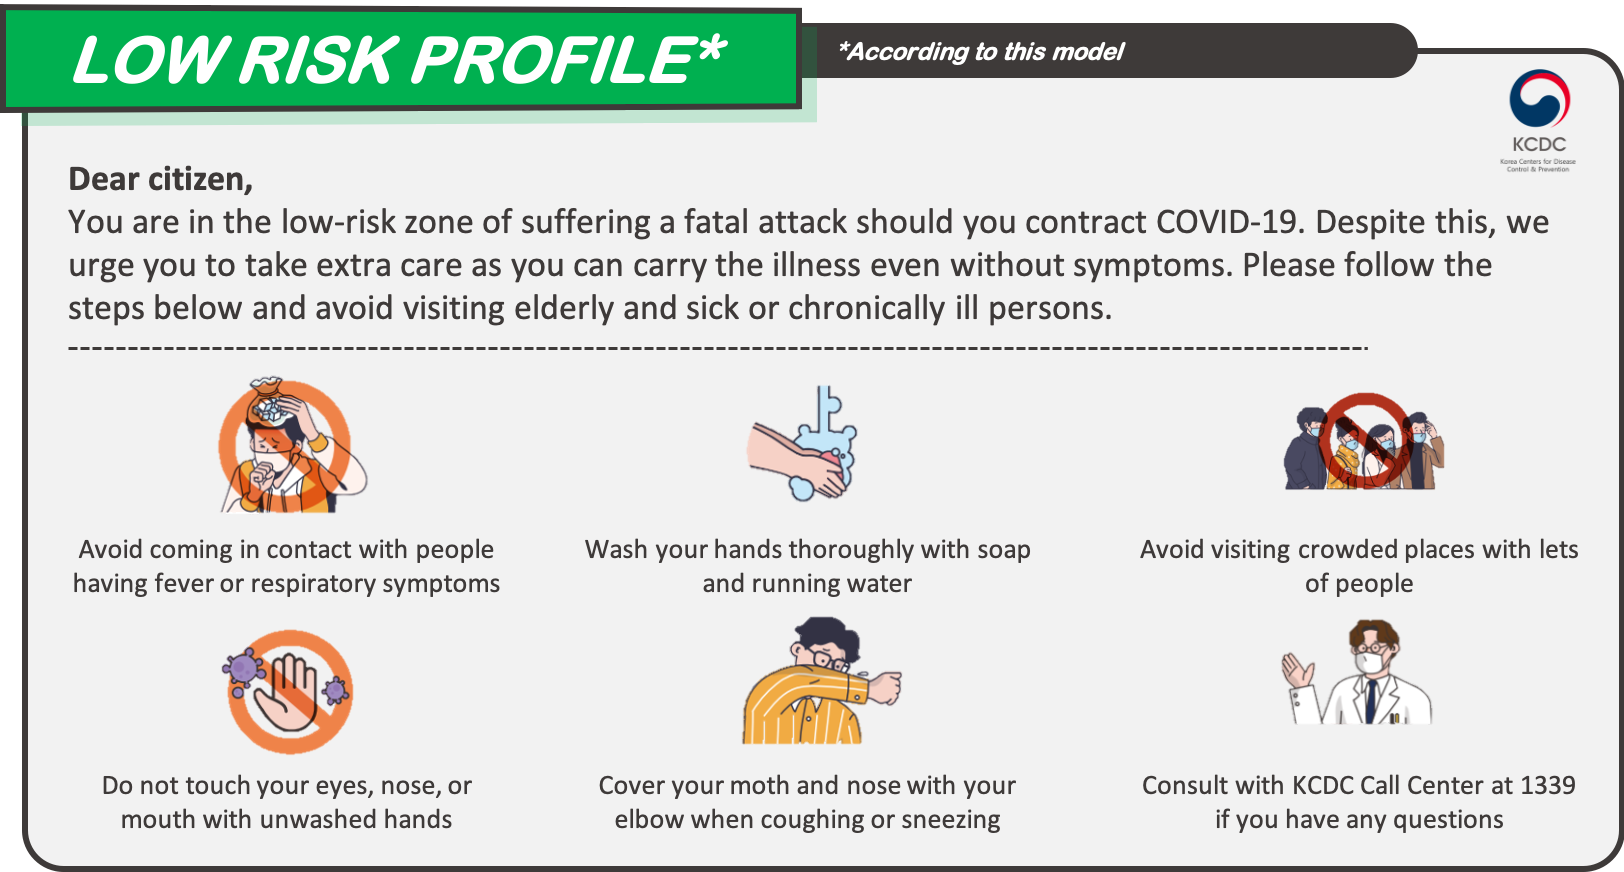 LOW RISK PROFILE*
*According to this model
KCDC
Korea Centers for Disease
Control & Prevention
Dear citizen,
You are in the low-risk zone of suffering a fatal attack should you contract COVID-19. Despite this, we
urge you to take extra care as you can carry the illness even without symptoms. Please follow the
steps below and avoid visiting elderly and sick or chronically ill persons.
Avoid coming in contact with people
having fever or respiratory symptoms
Wash your hands thoroughly with soap
and running water
Avoid visiting crowded places with lets
of people
Do not touch your eyes, nose, or
mouth with unwashed hands
Cover your moth and nose with your
elbow when coughing or sneezing
Consult with KCDC Call Center at 1339
if you have any questions